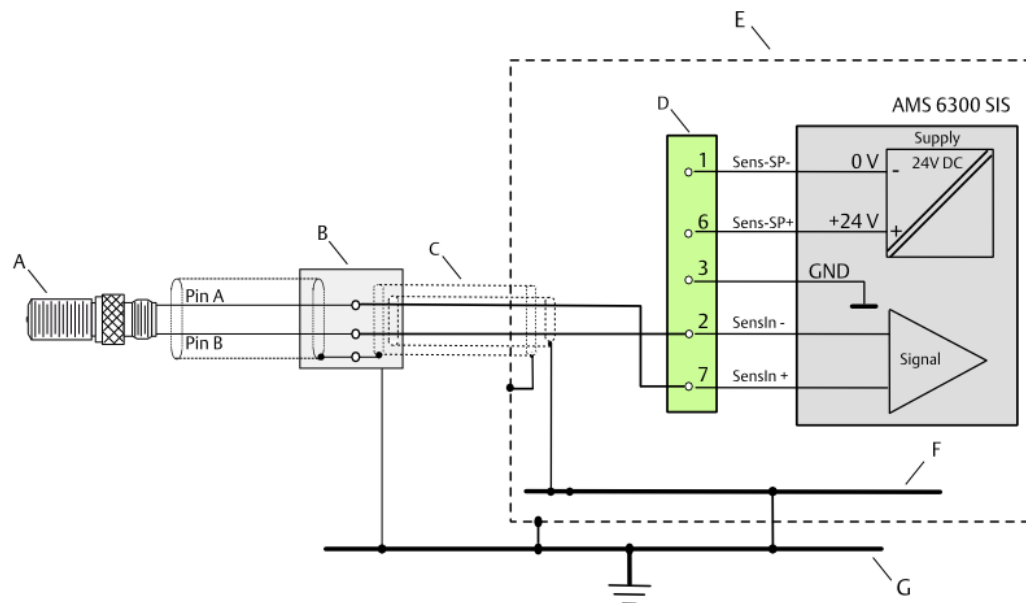 E
D
AMS 6300 SIS
Supply
1
Sens-SP-
0 V
-
24V DC
6
Sens-SP+
+24 V
+
B
C
A
3
GND
Pin A
2
SensIn -
Pin B
Signal
7
SensIn +
F
G